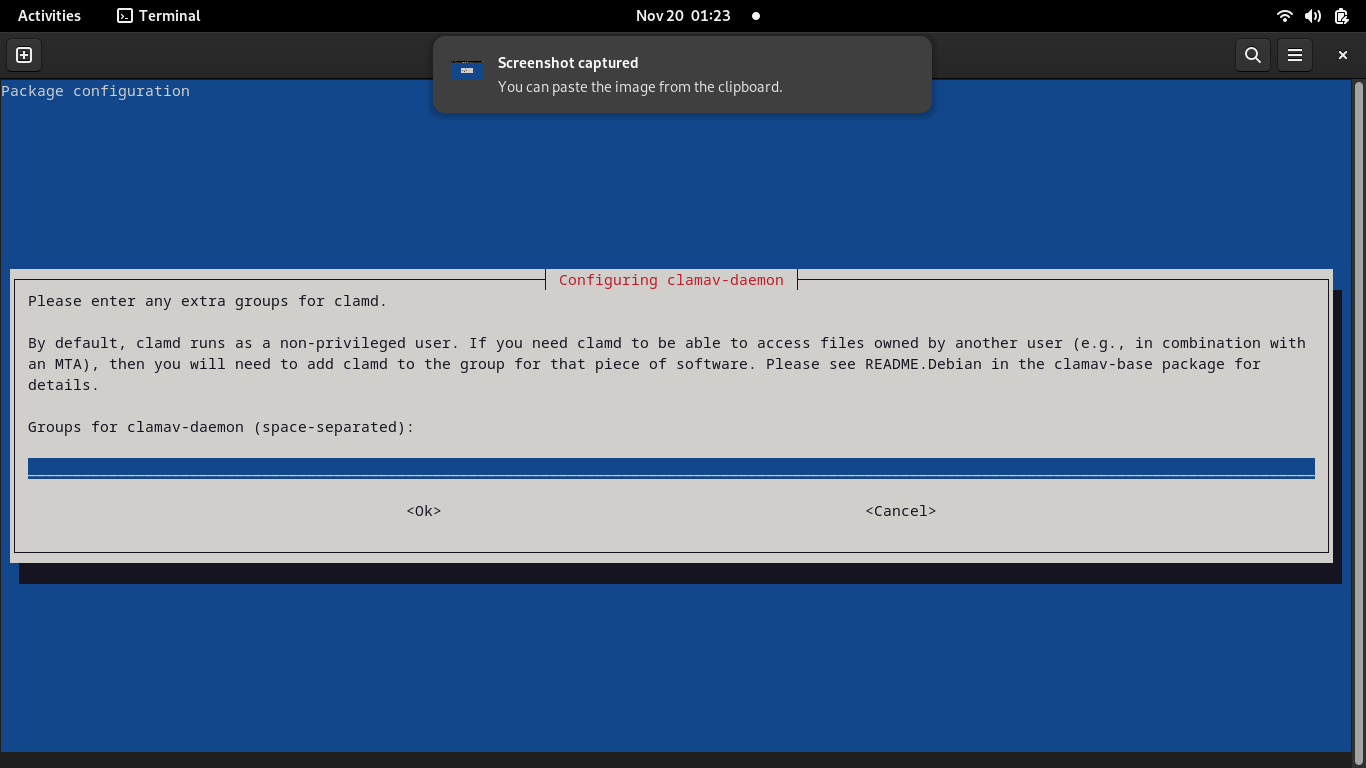 Activities
Terminal
Nov 20 01:23
Screenshot captured
You can paste the image from the clipboard.
Package configuration
Configuring clamav-daemon
Please enter any extra groups for clamd.
By default, clamd runs as a non-privileged user. If you need clamd to be able to access files owned by another user (e.g., in combination with
an MTA), then you will need to add clamd to the group for that piece of software. Please see README.Debian in the clamav-base package for
details.
Groups for clamav-daemon (space-separated):
<Ok>
<Cancel>